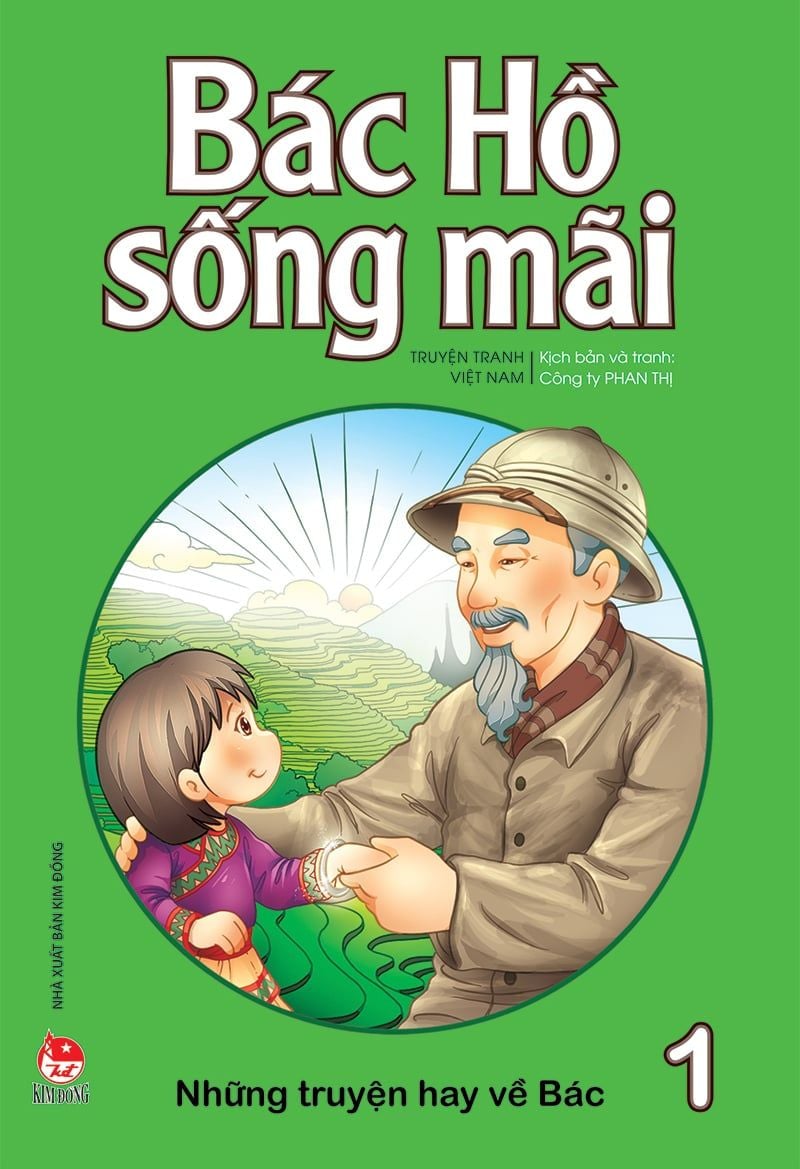 Bác Hồ
sống mãi
TRUYỆN TRANH
VIỆT NAM
Kịch bản và tranh:
Công ty PHAN THỊ
NHÀ XUẤT BẢN KIM ĐỒNG
kđ
KIM ĐỒNG
Những truyện hay về Bác
1